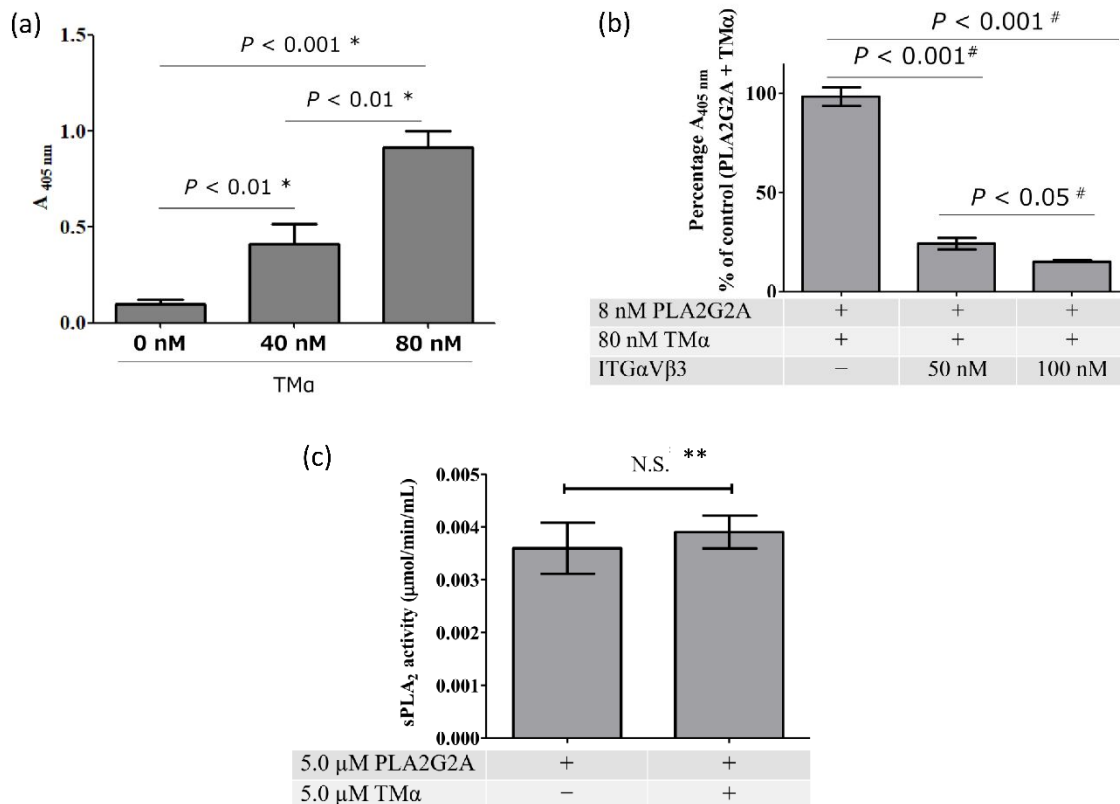 (a)
1.5
1.0
0.5
0.0
A 405 nm
P < 0.001 *
P < 0.01 *
P < 0.01 *
0 nM 40 nM 80 nM
TMα
(b)
Percentage A405 nm
% of control (PLA2G2A + TMα)
100
50
0
P < 0.001 #
P < 0.001#
P < 0.05 #
8 nM PLA2G2A + + +
80 nM TMα + + +
ITGαVβ3 − 50 nM 100 nM
(c)
sPLA2 activity (μmol/min/mL)
0.005
0.004
0.003
0.002
0.001
0.000
N.S. **
5.0 μM PLA2G2A + +
5.0 μM TMα − +